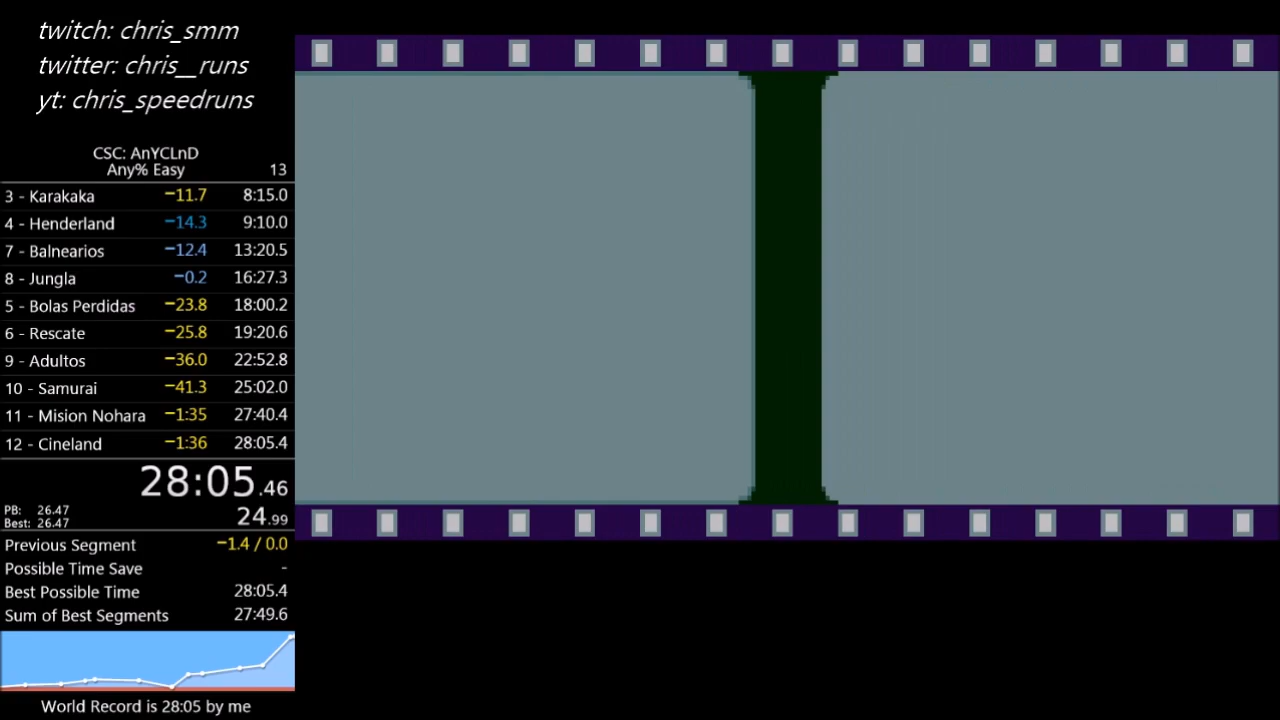 twitch: chris_smm
twitter: chris__runs
yt: chris_speedruns
CSC: AnYCLnD
Any% Easy 13
3 - Karakaka −11.7 8:15.0
4 - Henderland −14.3 9:10.0
7 - Balnearios −12.4 13:20.5
8 - Jungla −0.2 16:27.3
5 - Bolas Perdidas −23.8 18:00.2
6 - Rescate −25.8 19:20.6
9 - Adultos −36.0 22:52.8
10 - Samurai −41.3 25:02.0
11 - Mision Nohara −1:35 27:40.4
12 - Cineland −1:36 28:05.4
28:05.46
PB: 26.47
Best: 26.47 24.99
Previous Segment −1.4 / 0.0
Possible Time Save -
Best Possible Time 28:05.4
Sum of Best Segments 27:49.6
World Record is 28:05 by me